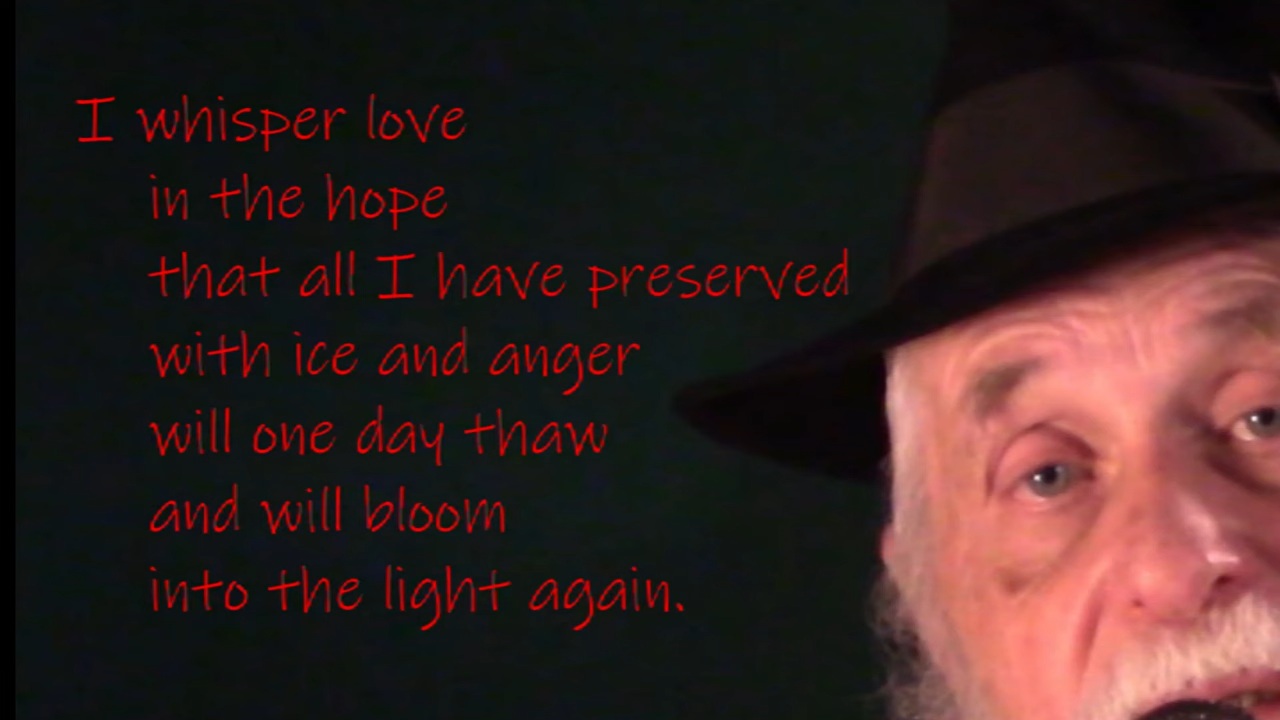 I whisper love
in the hope
that all I have preserved
with ice and anger
will one day thaw
and will bloom
into the light again.